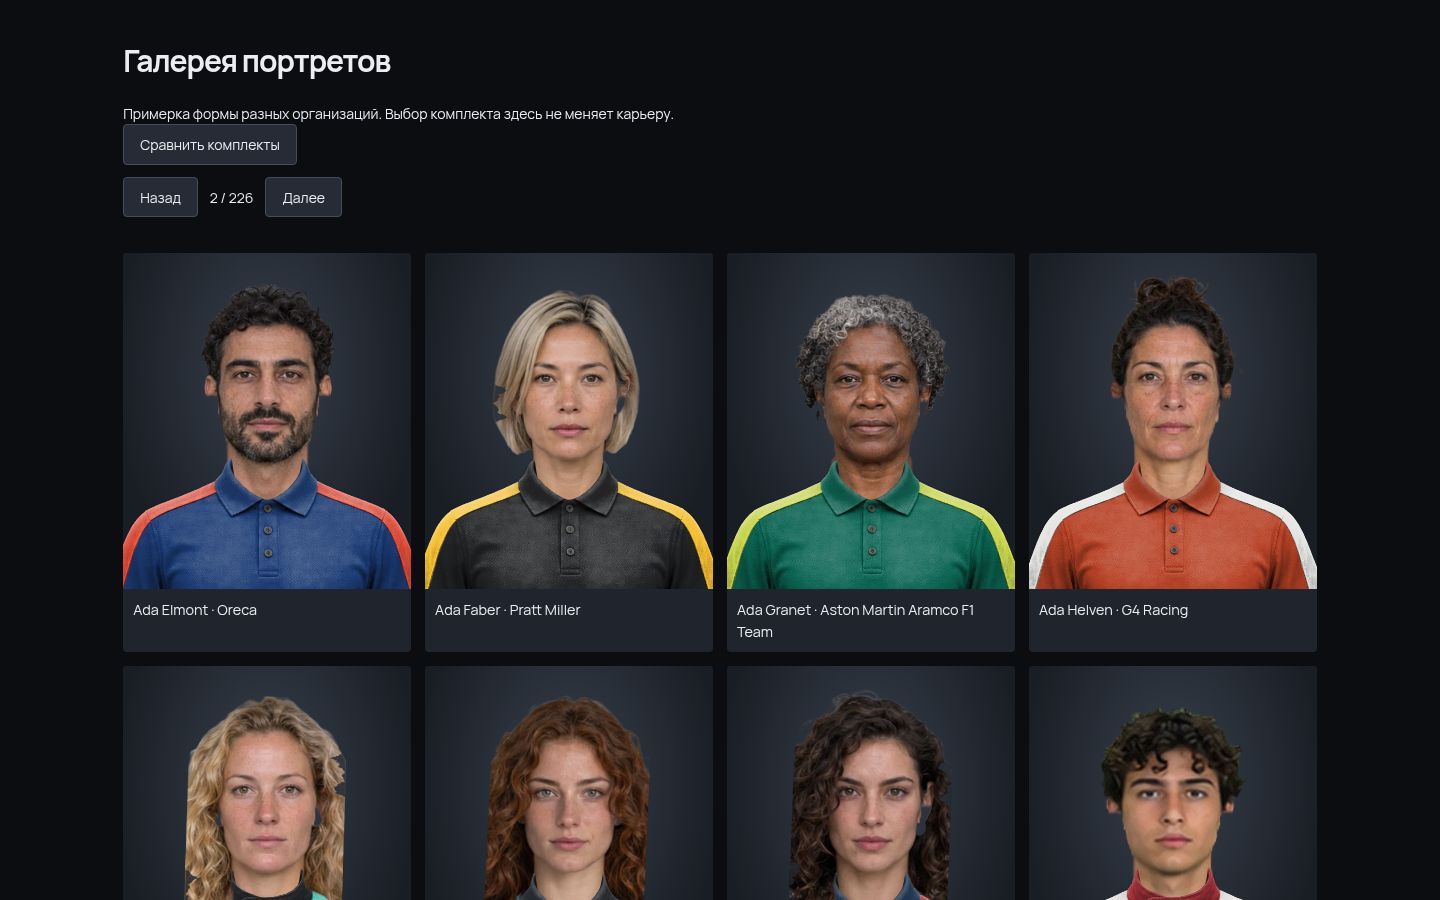 Галерея портретов
Примерка формы разных организаций. Выбор комплекта здесь не меняет карьеру.
Сравнить комплекты
Назад 2 / 226 Далее
Ada Elmont · Oreca
Ada Faber · Pratt Miller
Ada Granet · Aston Martin Aramco F1
Team
Ada Helven · G4 Racing